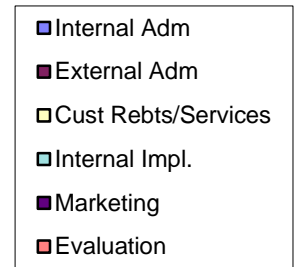 Internal Adm
External Adm
Cust Rebts/Services
Internal Impl.
Marketing
Evaluation